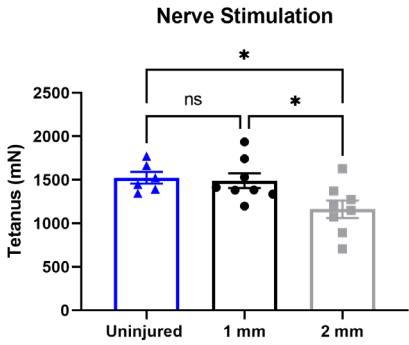 Nerve Stimulation
*
ns
*
2500
2000
1500
1000
500
0
Tetanus (mN)
Uninjured 1 mm 2 mm